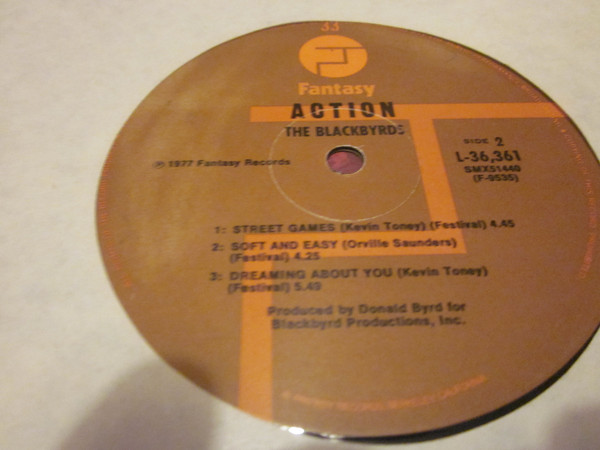 33
Fantasy
ACTION
THE BLACKBYRDS
SIDE 2
L-36,361
SMX51440
(F-9535)
℗ 1977 Fantasy Records
1: STREET GAMES (Kevin Toney) (Festival) 4.45
2: SOFT AND EASY (Orville Saunders)
(Festival) 4.25
3: DREAMING ABOUT YOU (Kevin Toney)
(Festival) 5.49
Produced by Donald Byrd for
Blackbyrd Productions, Inc.